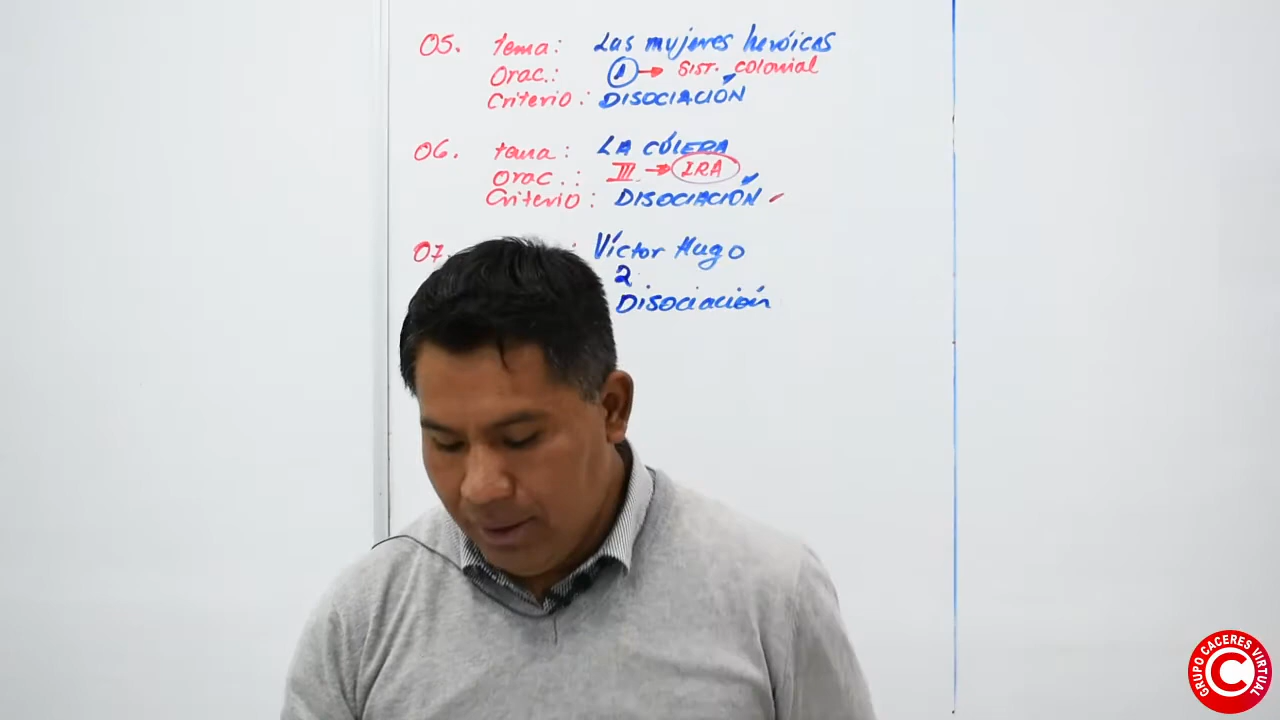 05. tema: Las mujeres heróicas
Orac.: A → SIST. colonial
Criterio: DISOCIACIÓN
06. tema: LA CÓLERA
Orac.: III → IRA
Criterio: DISOCIACIÓN
07. : Víctor Hugo
2
Disociación
GRUPO CACERES VIRTUAL
C